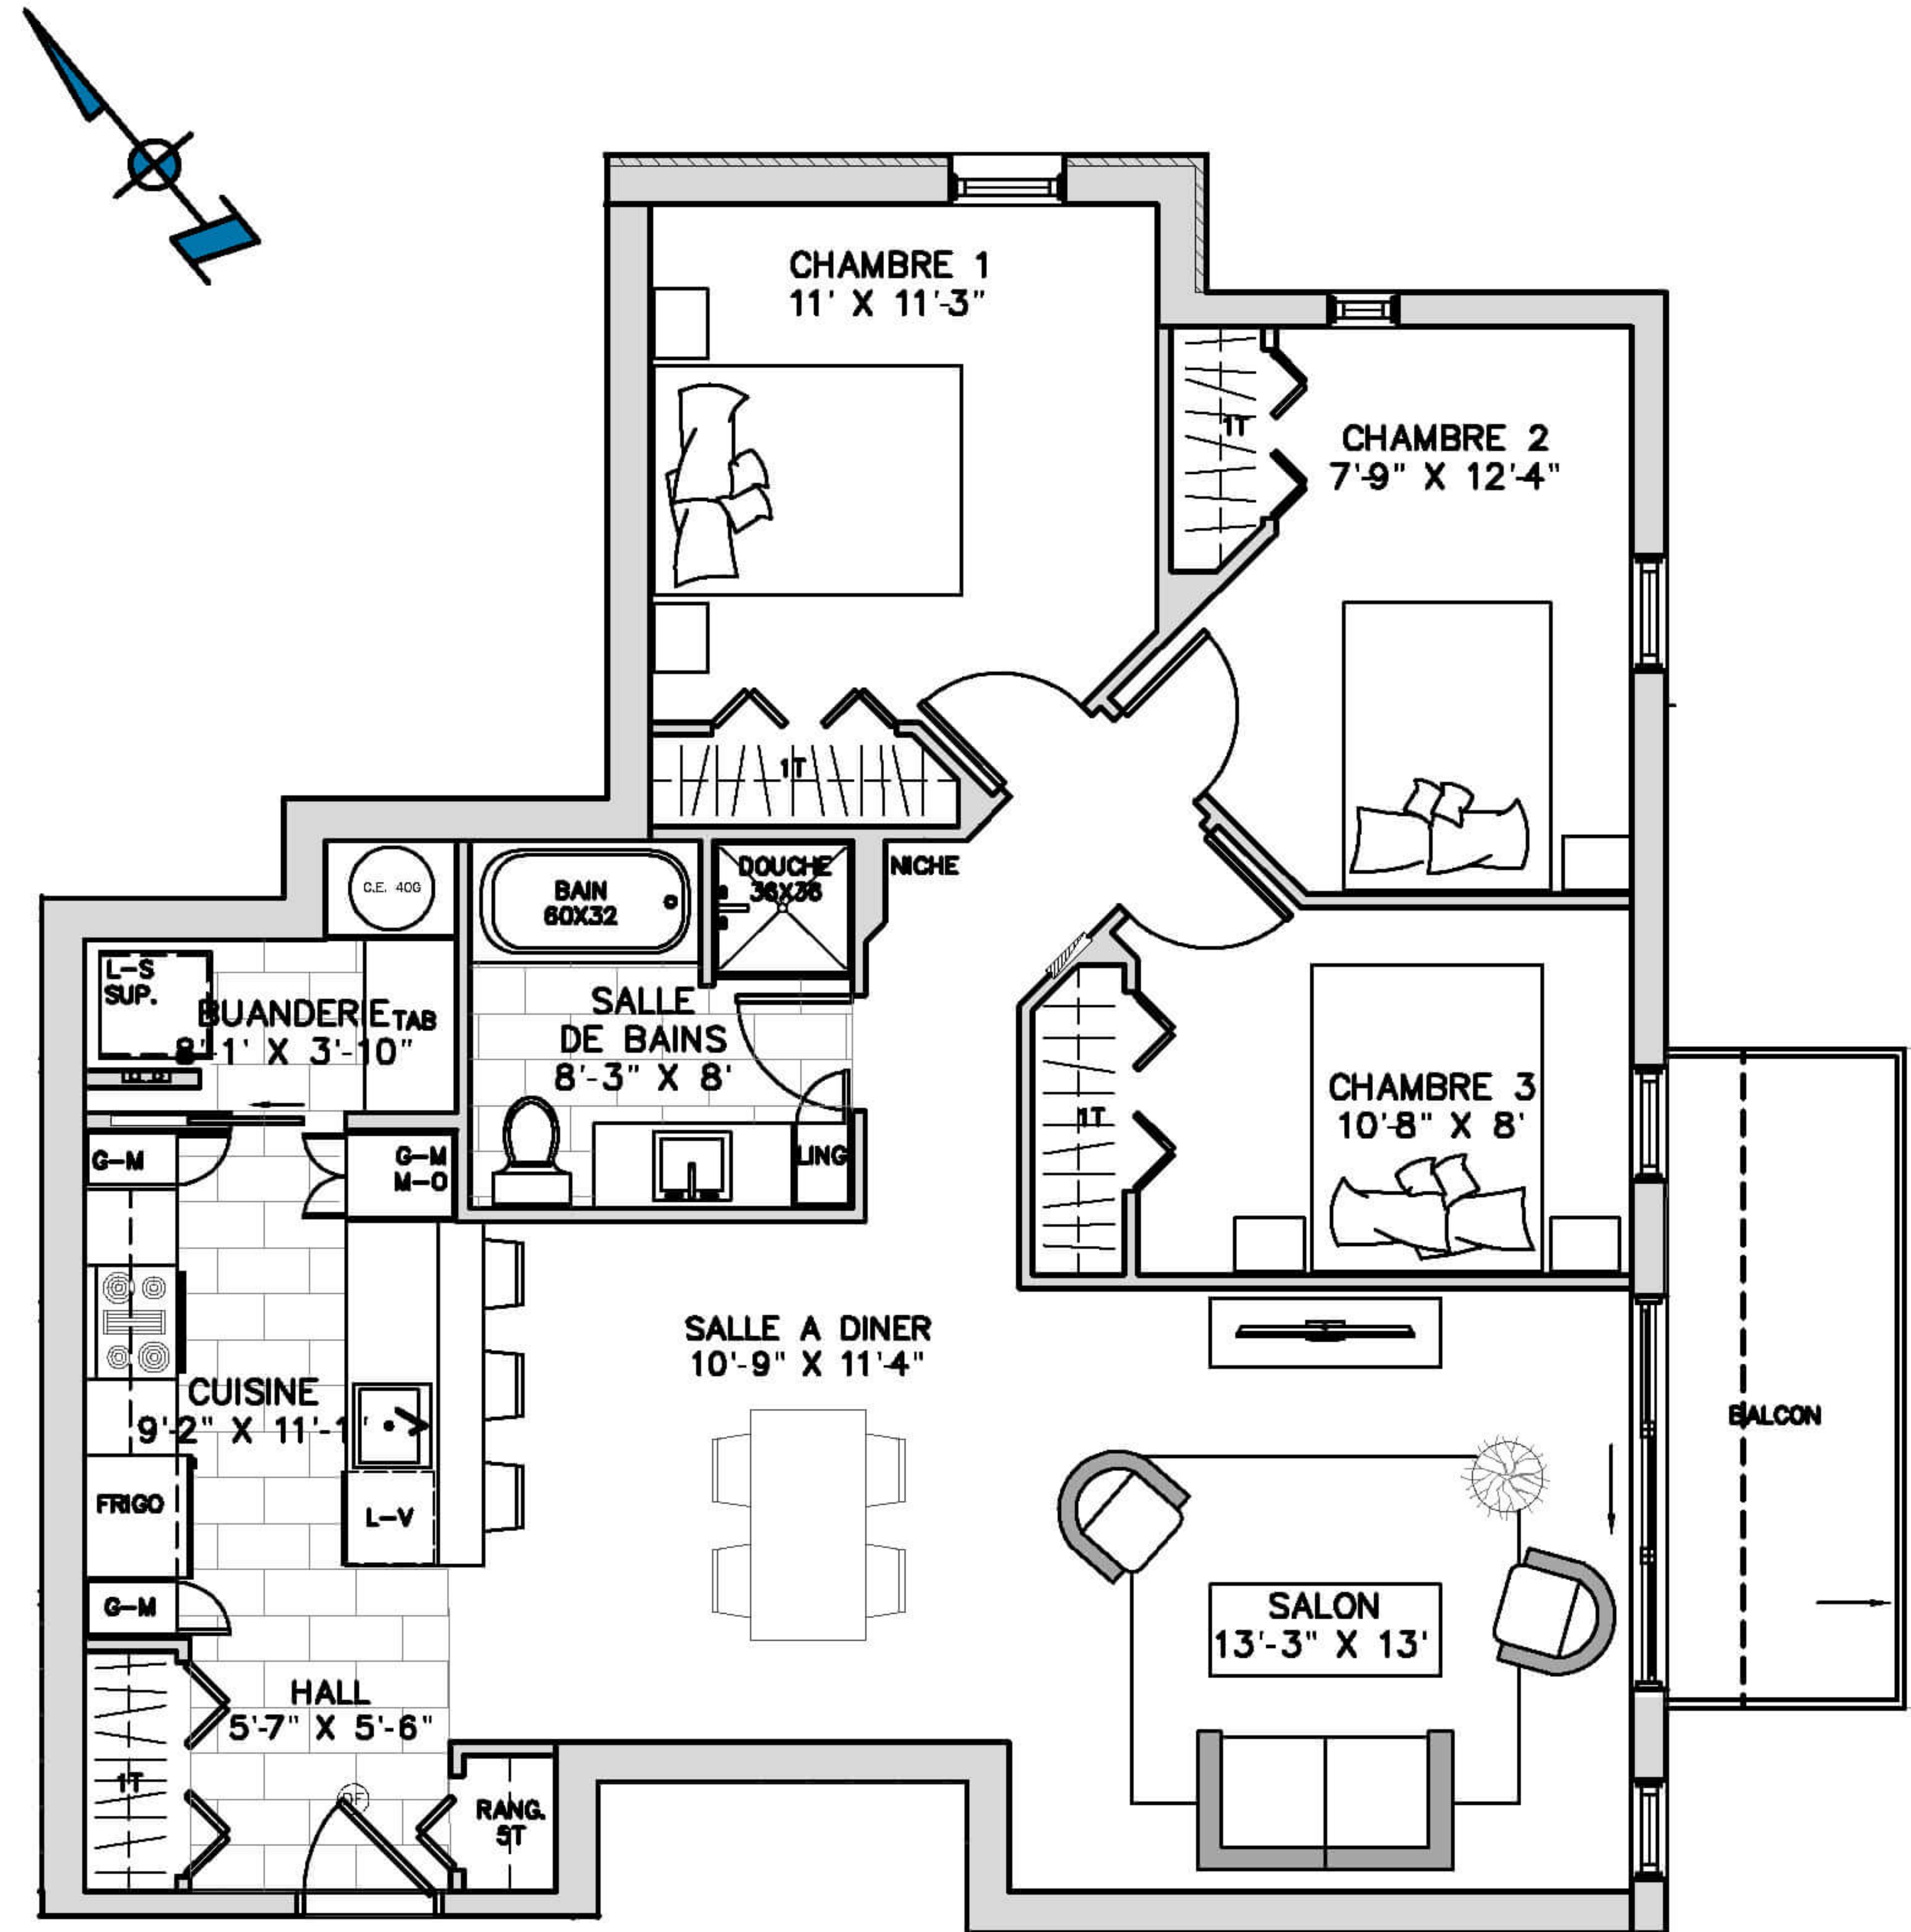 CHAMBRE 1
11' X 11'-3"
1T
CHAMBRE 2
7'-9" X 12'-4"
1T
C.E. 40G
BAIN
60X32
DOUCHE
36X36
NICHE
L-S
SUP.
BUANDERIE
8'-1' X 3'-10"
TAB
SALLE
DE BAINS
8'-3" X 8'
LING
G-M
G-M
M-O
CHAMBRE 3
10'-8" X 8'
1T
SALLE A DINER
10'-9" X 11'-4"
CUISINE
9'-2" X 11'-1"
FRIGO
L-V
G-M
BALCON
SALON
13'-3" X 13'
HALL
5'-7" X 5'-6"
1T
DF
RANG.
5T